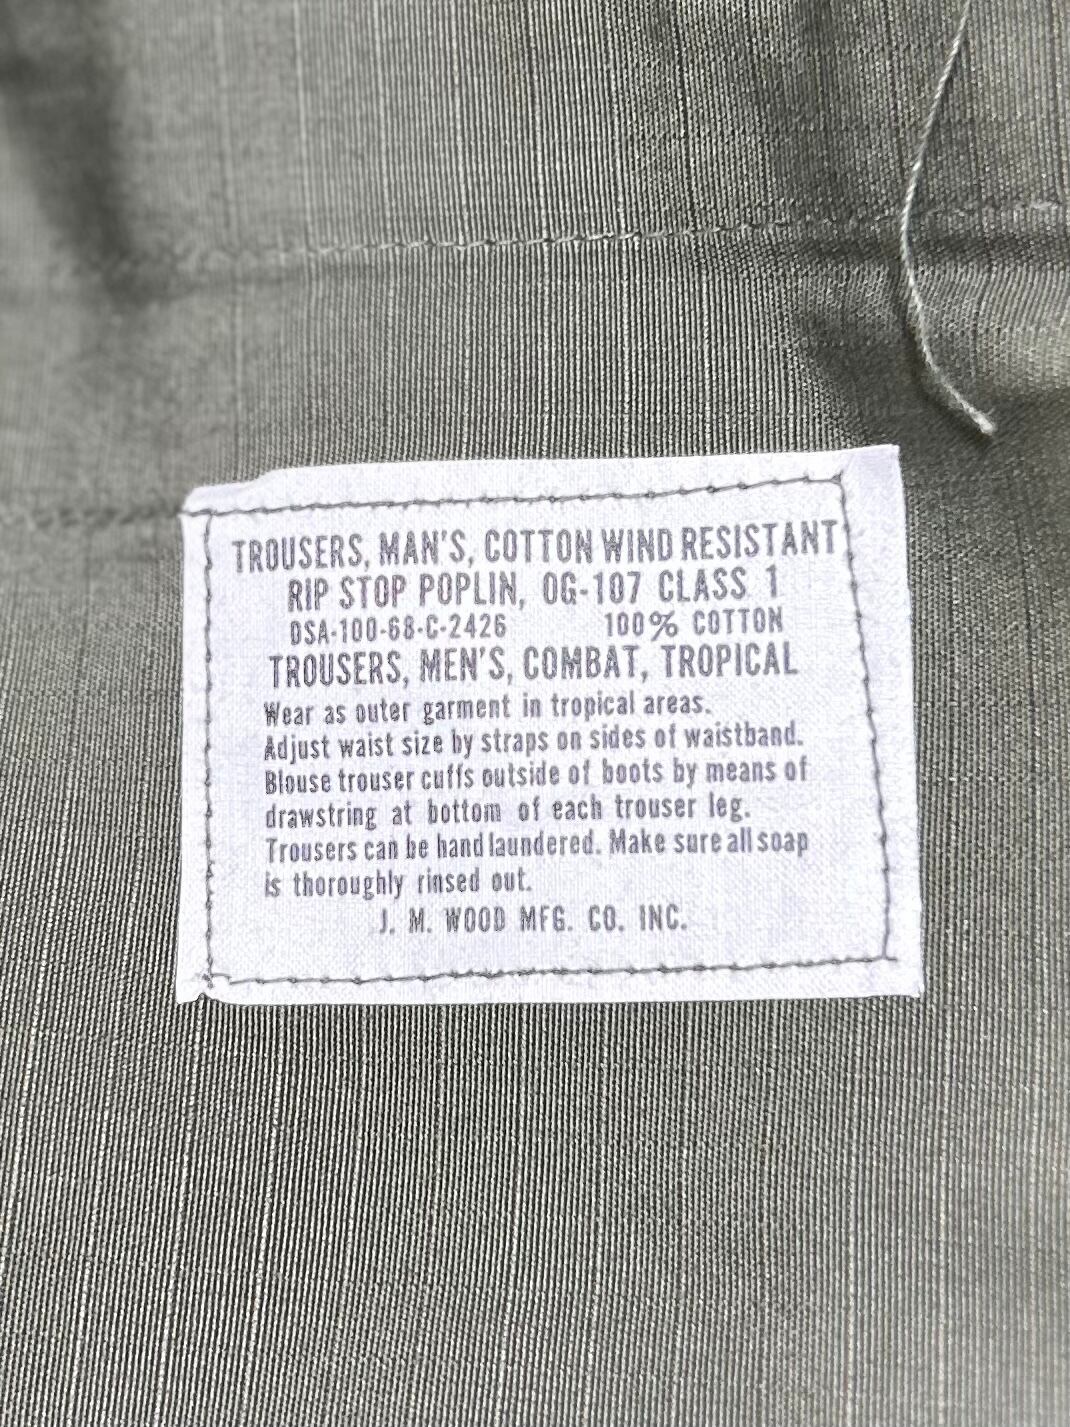 TROUSERS, MAN'S, COTTON WIND RESISTANT
RIP STOP POPLIN, OG-107 CLASS 1
DSA-100-68-C-2426 100% COTTON
TROUSERS, MEN'S, COMBAT, TROPICAL
Wear as outer garment in tropical areas.
Adjust waist size by straps on sides of waistband.
Blouse trouser cuffs outside of boots by means of
drawstring at bottom of each trouser leg.
Trousers can be hand laundered. Make sure all soap
is thoroughly rinsed out.
J. M. WOOD MFG. CO. INC.